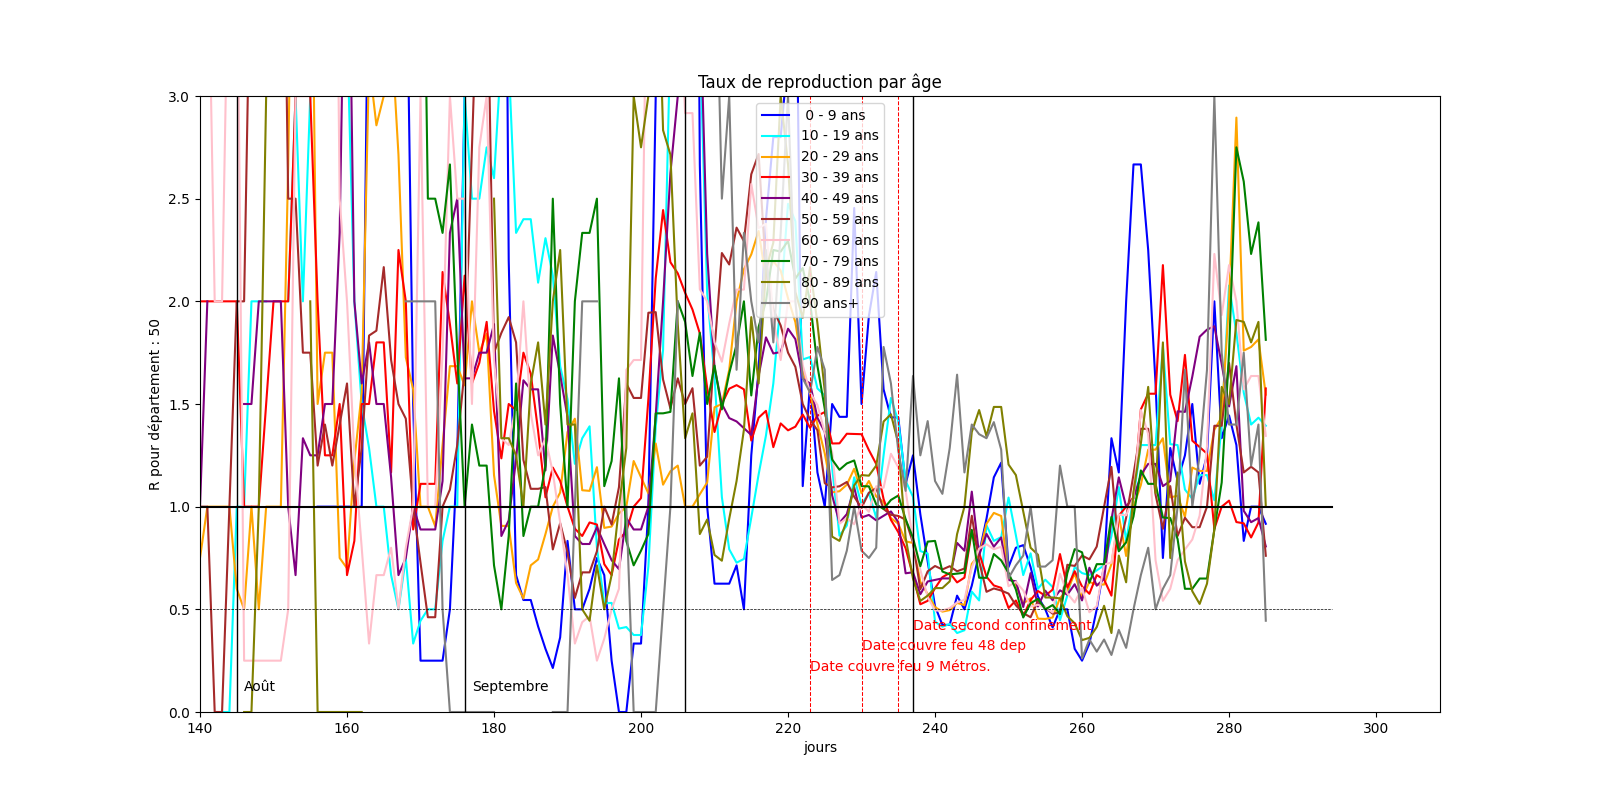 Taux de reproduction par âge
R pour département : 50
3.0
2.5
2.0
1.5
1.0
0.5
0.0
0 - 9 ans
10 - 19 ans
20 - 29 ans
30 - 39 ans
40 - 49 ans
50 - 59 ans
60 - 69 ans
70 - 79 ans
80 - 89 ans
90 ans+
Date second confinement
Date couvre feu 48 dep
Date couvre feu 9 Métros.
Août
Septembre
140 160 180 200 220 240 260 280 300
jours